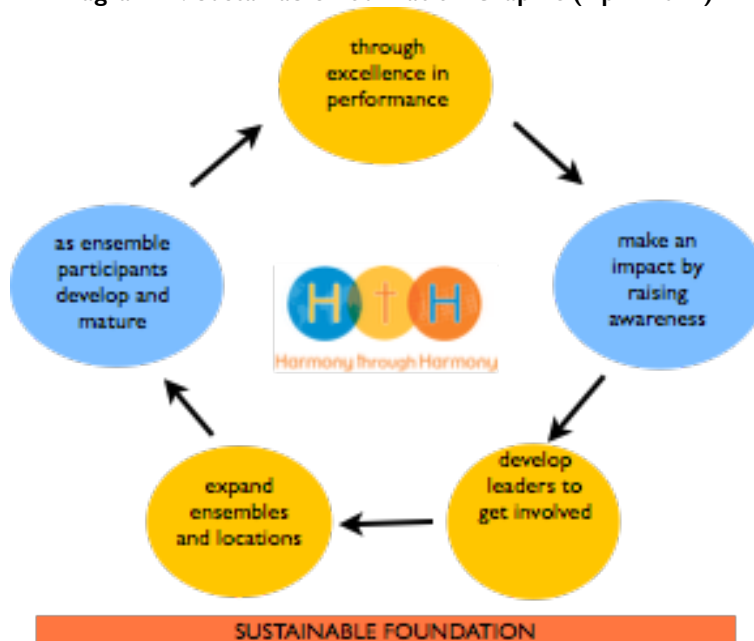 through
excellence in
performance
make an
impact by
raising
awareness
develop
leaders to
get involved
expand
ensembles
and locations
as ensemble
participants
develop and
mature
H t H
Harmony Through Harmony
SUSTAINABLE FOUNDATION